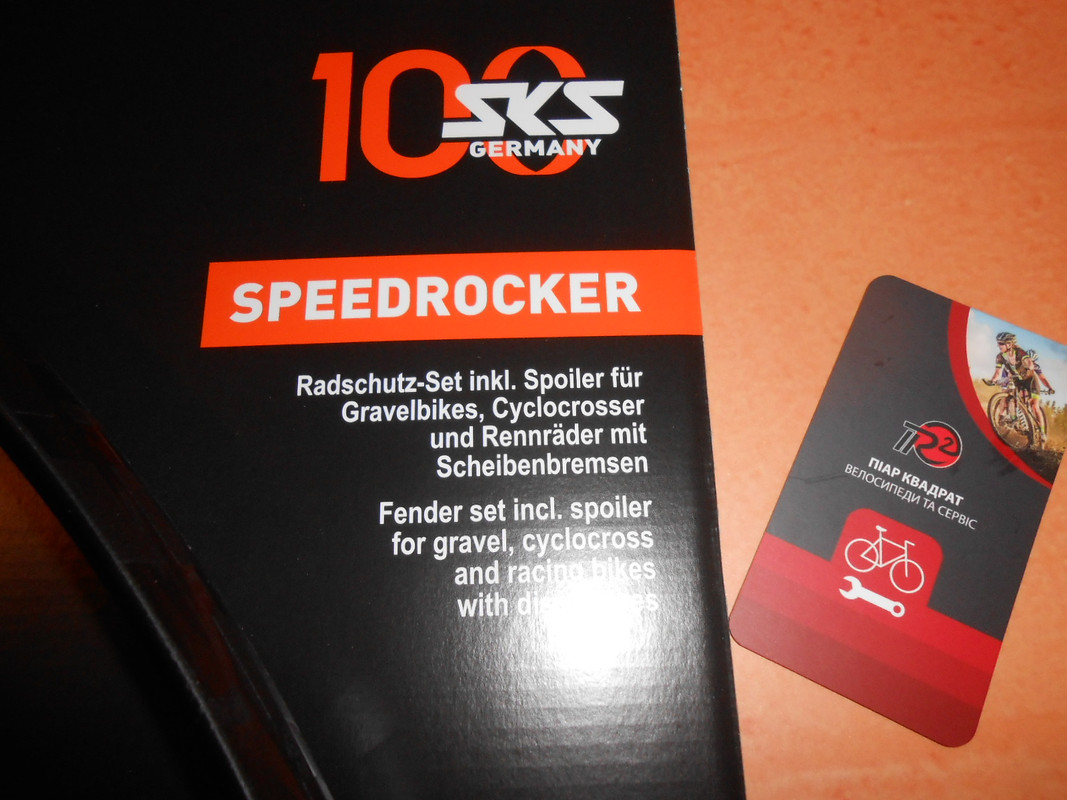 100
SKS
GERMANY
SPEEDROCKER
Radschutz-Set inkl. Spoiler für
Gravelbikes, Cyclocrosser
und Rennräder mit
Scheibenbremsen
Fender set incl. spoiler
for gravel, cyclocross
and racing bikes
with
ПІАР КВАДРАТ
ВЕЛОСИПЕДИ ТА СЕРВІС